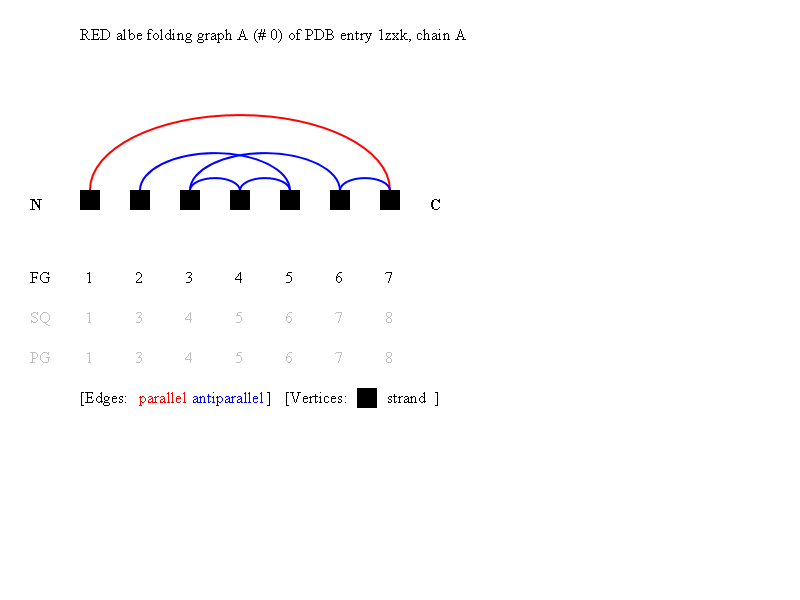 RED albe folding graph A (# 0) of PDB entry 1zxk, chain A
N C
FG 1 2 3 4 5 6 7
SQ 1 3 4 5 6 7 8
PG 1 3 4 5 6 7 8
[Edges: parallel antiparallel ] [Vertices: strand ]